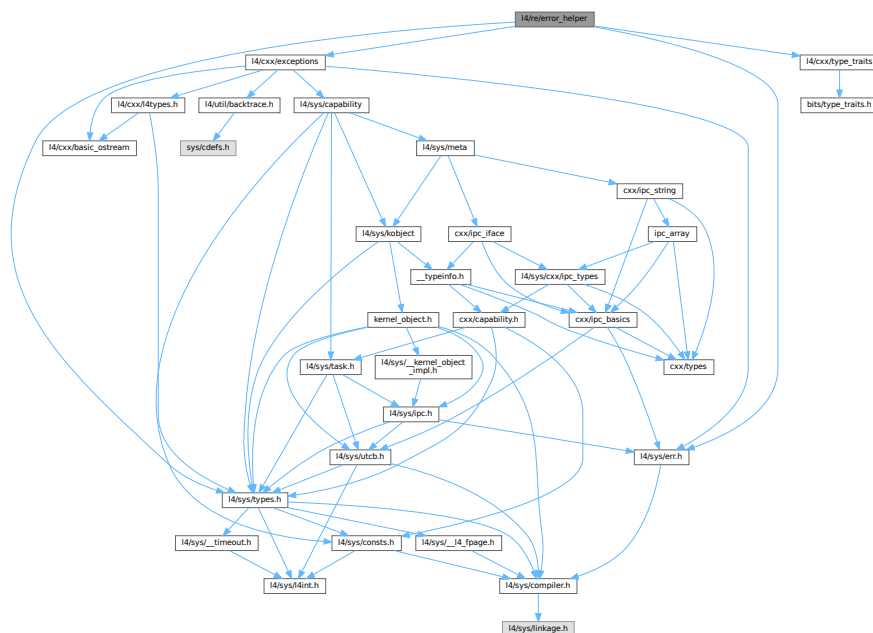 l4/re/error_helper
l4/cxx/exceptions
l4/cxx/type_traits
l4/cxx/l4types.h
l4/util/backtrace.h
l4/sys/capability
bits/type_traits.h
l4/cxx/basic_ostream
sys/cdefs.h
l4/sys/meta
cxx/ipc_string
l4/sys/kobject
cxx/ipc_iface
ipc_array
__typeinfo.h
l4/sys/cxx/ipc_types
kernel_object.h
cxx/capability.h
cxx/ipc_basics
l4/sys/task.h
l4/sys/__kernel_object
_impl.h
cxx/types
l4/sys/ipc.h
l4/sys/utcb.h
l4/sys/err.h
l4/sys/types.h
l4/sys/__timeout.h
l4/sys/consts.h
l4/sys/__l4_fpage.h
l4/sys/l4int.h
l4/sys/compiler.h
l4/sys/linkage.h